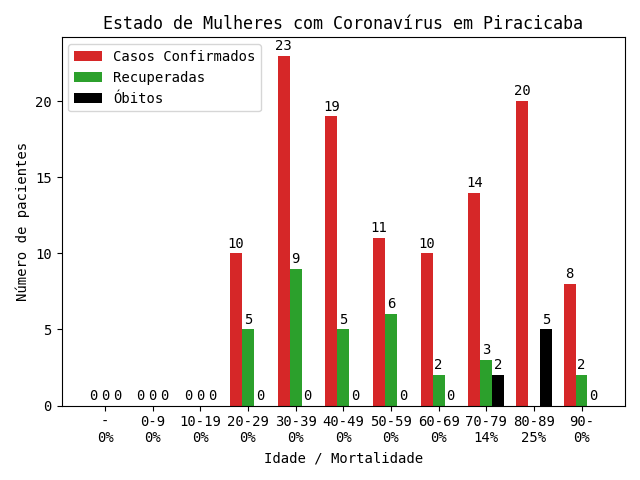 Estado de Mulheres com Coronavírus em Piracicaba
Casos Confirmados
Recuperadas
Óbitos
Número de pacientes
20
15
10
5
0
0 0 0
0 0 0
0 0 0
10 5 0
23 9 0
19 5 0
11 6 0
10 2 0
14 3 2
20 5
8 2 0
- 0-9 10-19 20-29 30-39 40-49 50-59 60-69 70-79 80-89 90-
0% 0% 0% 0% 0% 0% 0% 0% 14% 25% 0%
Idade / Mortalidade